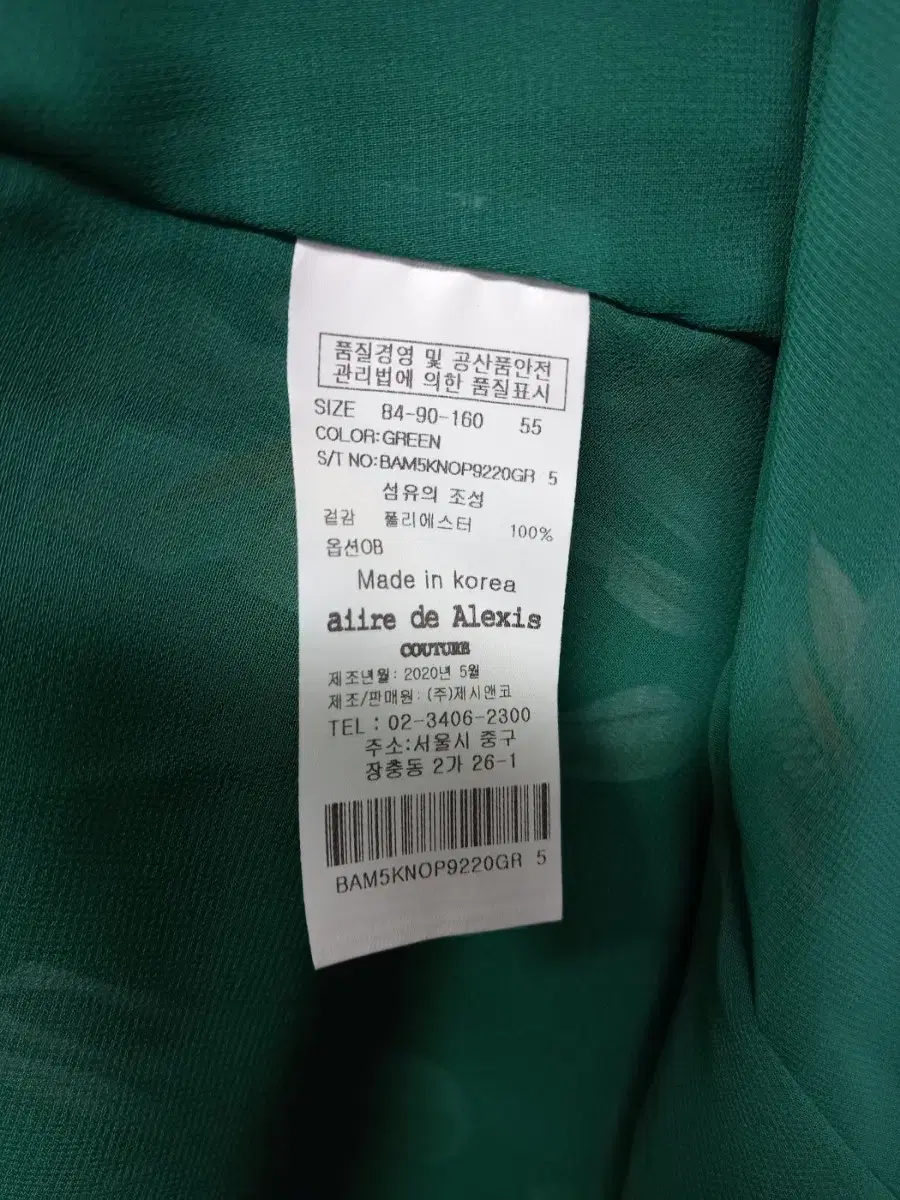 품질경영 및 공산품안전
관리법에 의한 품질표시
SIZE 84-90-160 55
COLOR:GREEN
S/T NO:BAM5KNOP9220GR 5
섬유의 조성
겉감 폴리에스터 100%
옵션OB
Made in korea
aiire de Alexis
COUTURE
제조년월: 2020년 5월
제조/판매원: (주)제시앤코
TEL : 02-3406-2300
주소:서울시 중구
장충동 2가 26-1
BAM5KNOP9220GR 5